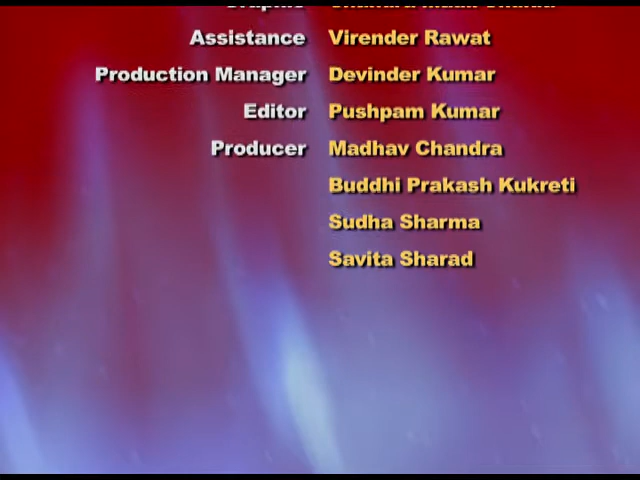 Assistance Virender Rawat
Production Manager Devinder Kumar
Editor Pushpam Kumar
Producer Madhav Chandra
Buddhi Prakash Kukreti
Sudha Sharma
Savita Sharad